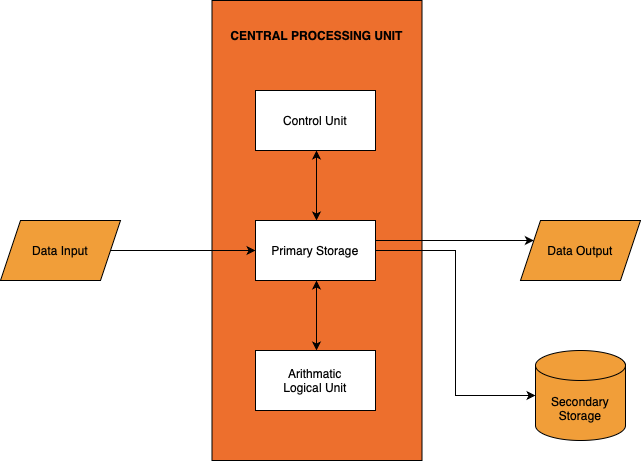 CENTRAL PROCESSING UNIT
Control Unit
Data Input
Primary Storage
Data Output
Arithmatic
Logical Unit
Secondary
Storage